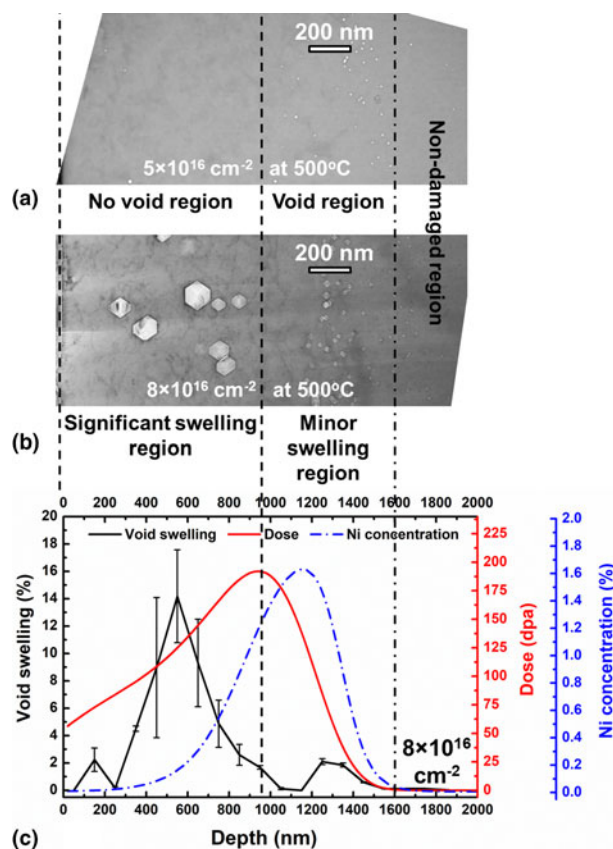 200 nm
5×10¹⁶ cm⁻² at 500°C
(a)
No void region
Void region
Non-damaged region
200 nm
8×10¹⁶ cm⁻² at 500°C
(b)
Significant swelling region
Minor swelling region
0 200 400 600 800 1000 1200 1400 1600 1800 2000
20
18
16
14
12
10
8
6
4
2
0
Void swelling (%)
Void swelling
Dose
Ni concentration
225
200
175
150
125
100
75
50
25
0
Dose (dpa)
2.0
1.8
1.6
1.4
1.2
1.0
0.8
0.6
0.4
0.2
0.0
Ni concentration (%)
8×10¹⁶
cm⁻²
0 200 400 600 800 1000 1200 1400 1600 1800 2000
(c)
Depth (nm)